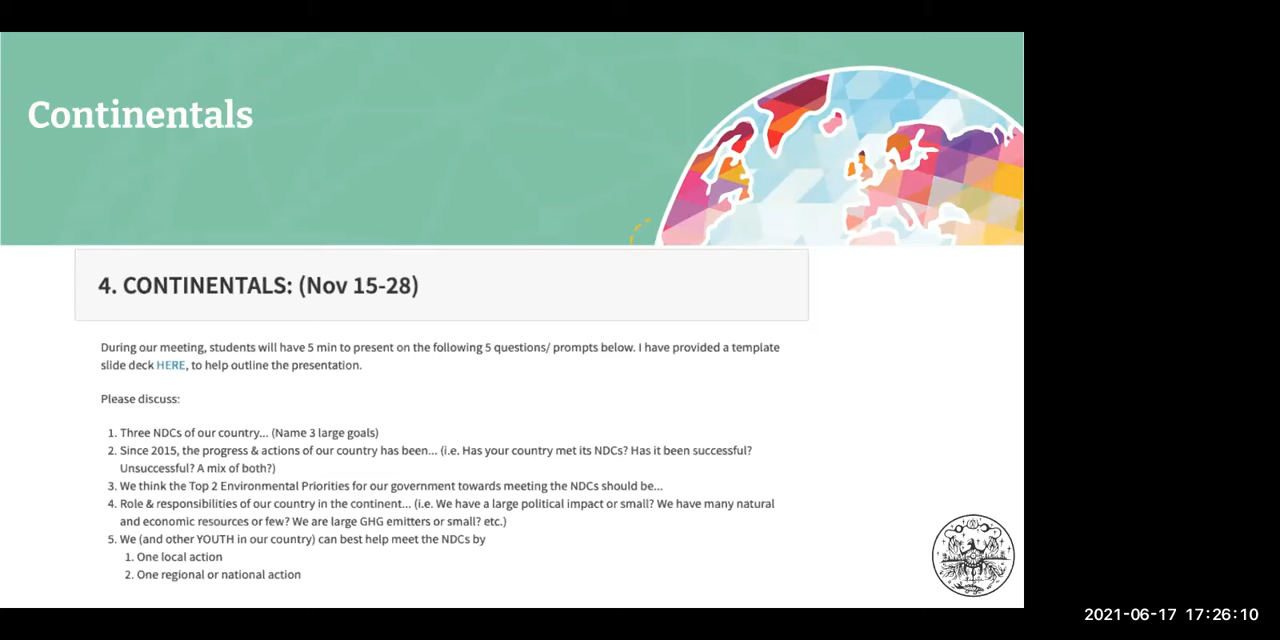 Continentals
4. CONTINENTALS: (Nov 15-28)
During our meeting, students will have 5 min to present on the following 5 questions/ prompts below. I have provided a template
slide deck HERE, to help outline the presentation.
Please discuss:
1. Three NDCs of our country... (Name 3 large goals)
2. Since 2015, the progress & actions of our country has been... (i.e. Has your country met its NDCs? Has it been successful?
Unsuccessful? A mix of both?)
3. We think the Top 2 Environmental Priorities for our government towards meeting the NDCs should be...
4. Role & responsibilities of our country in the continent... (i.e. We have a large political impact or small? We have many natural
and economic resources or few? We are large GHG emitters or small? etc.)
5. We (and other YOUTH in our country) can best help meet the NDCs by
1. One local action
2. One regional or national action
2021-06-17 17:26:10